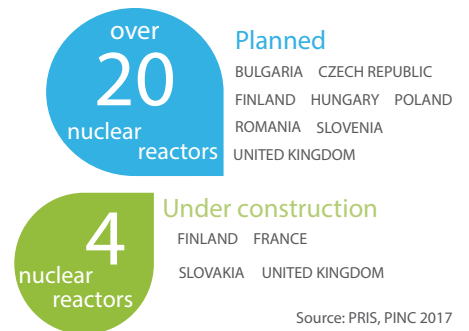 over
20
nuclear
reactors
Planned
BULGARIA CZECH REPUBLIC
FINLAND HUNGARY POLAND
ROMANIA SLOVENIA
UNITED KINGDOM
4
nuclear
reactors
Under construction
FINLAND FRANCE
SLOVAKIA UNITED KINGDOM
Source: PRIS, PINC 2017